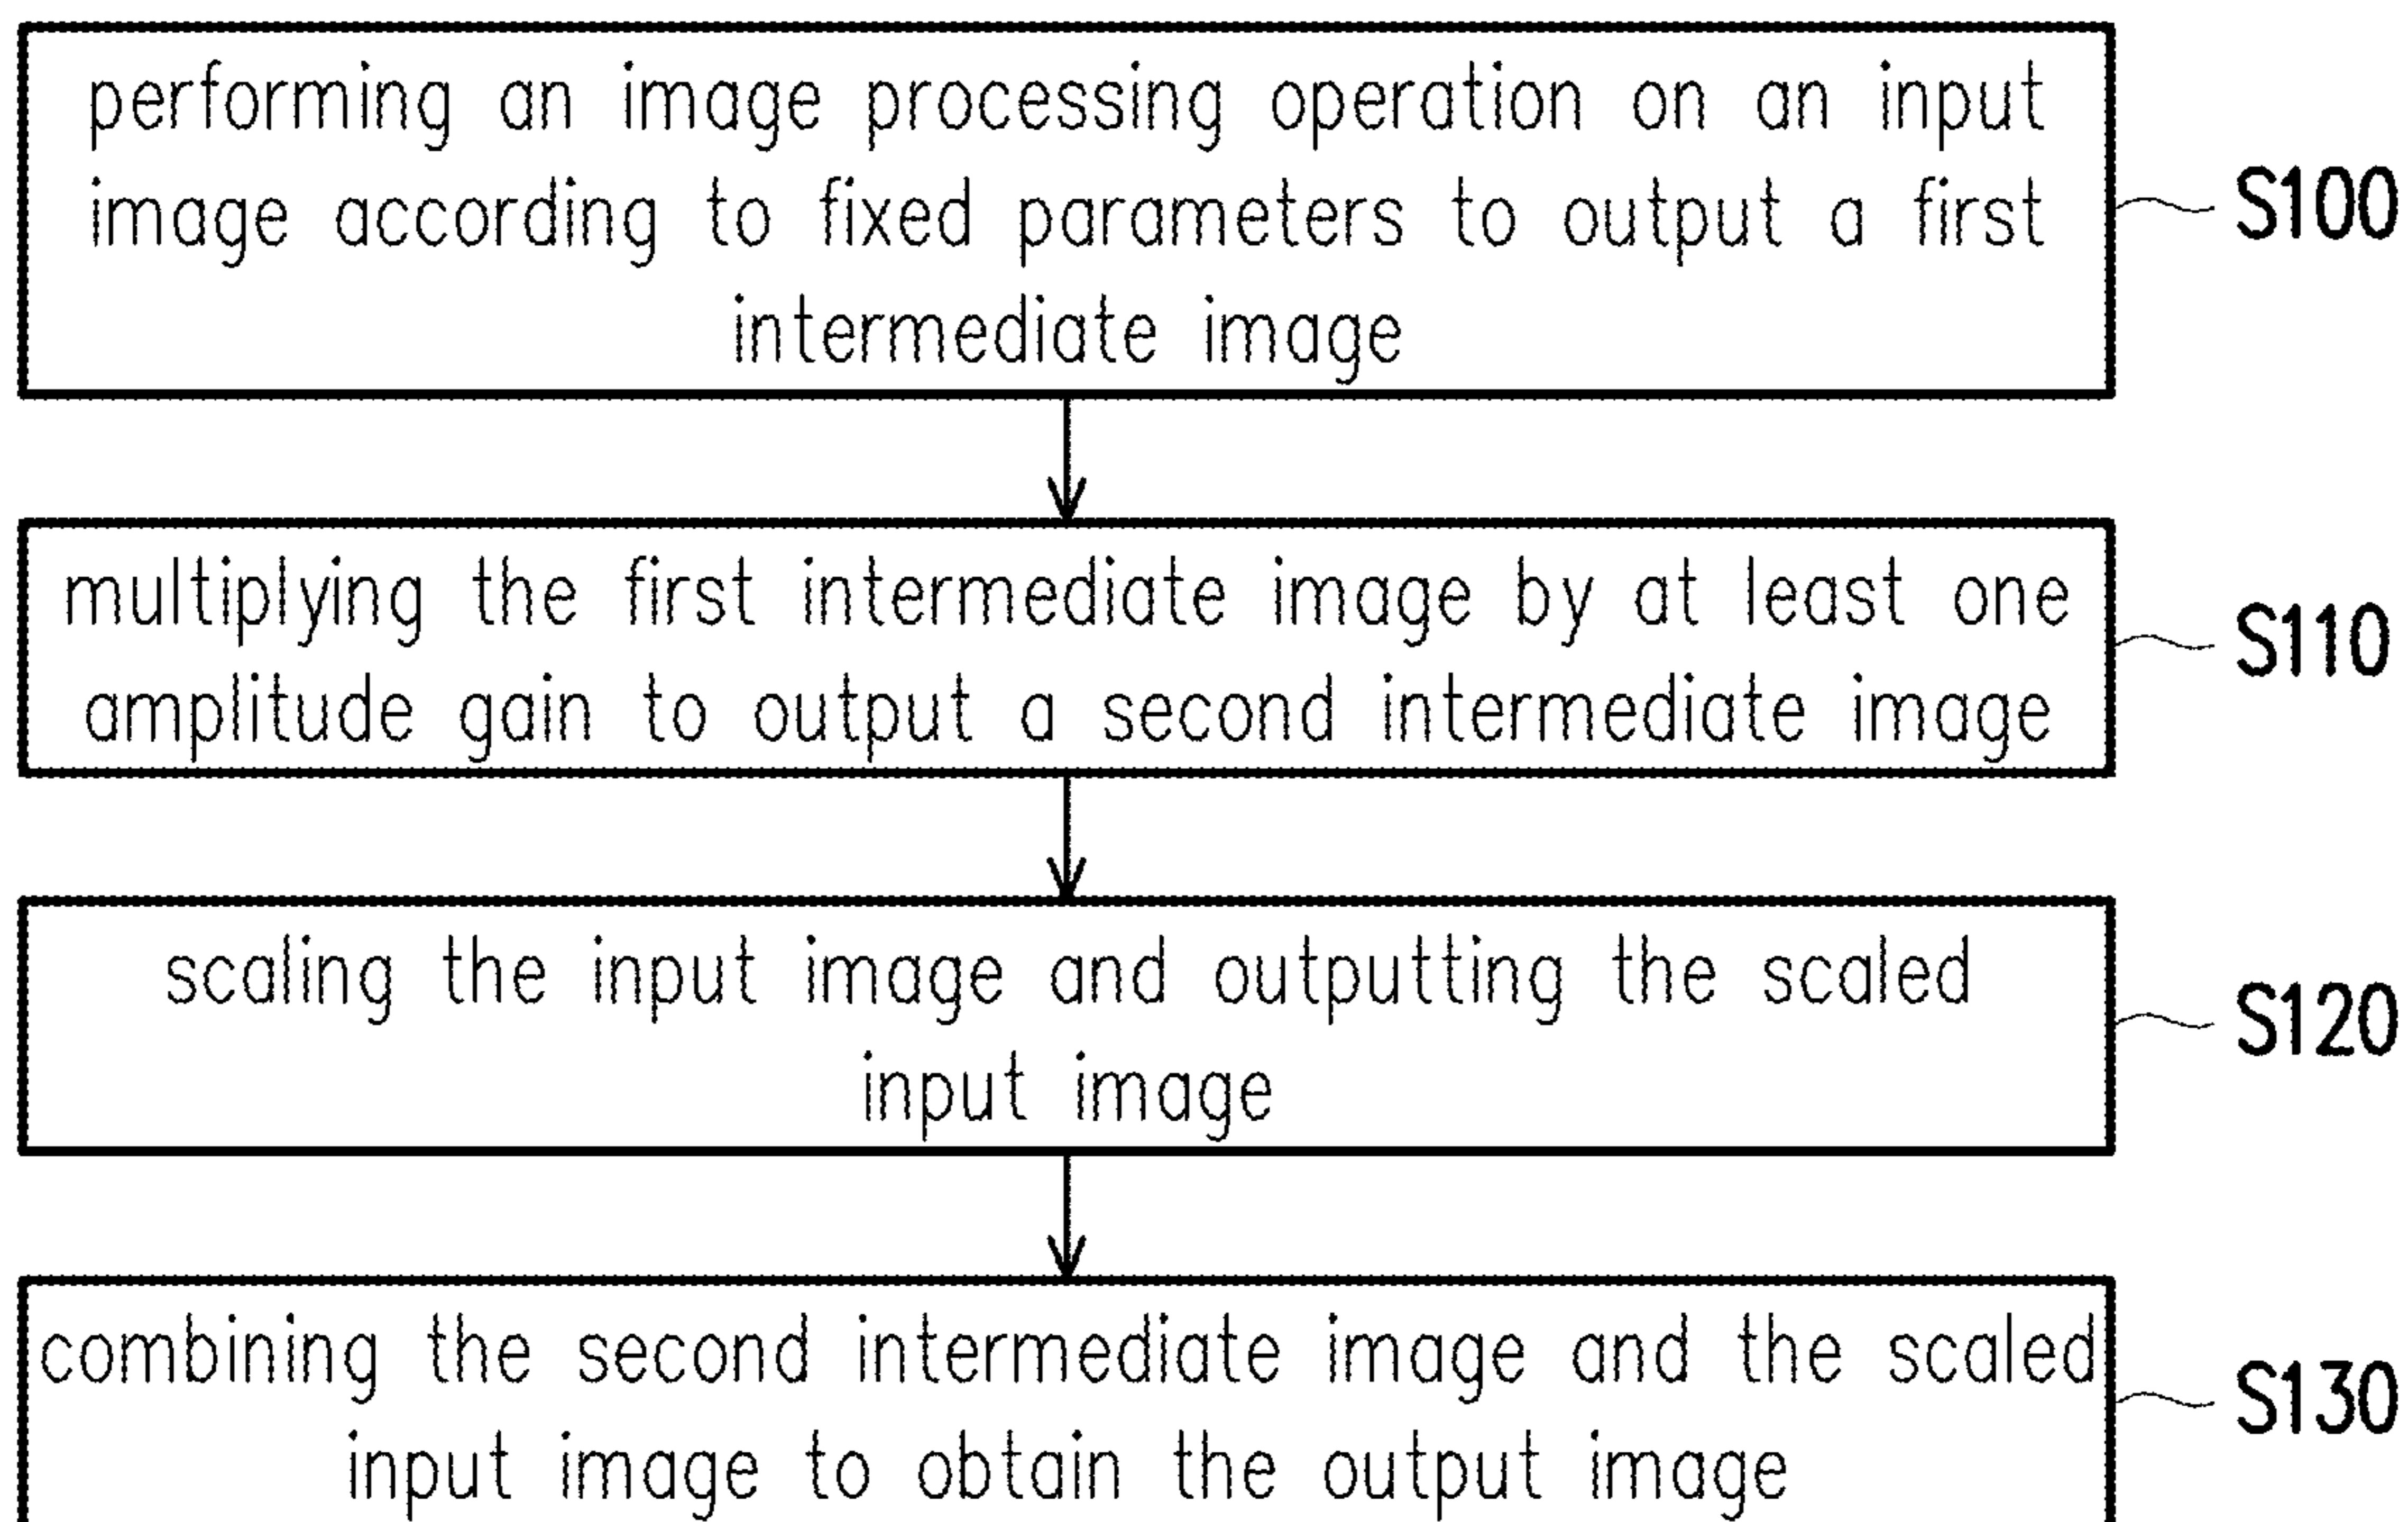 performing an image processing operation on an input
image according to fixed parameters to output a first
intermediate image
S100
multiplying the first intermediate image by at least one
amplitude gain to output a second intermediate image
S110
scaling the input image and outputting the scaled
input image
S120
combining the second intermediate image and the scaled
input image to obtain the output image
S130